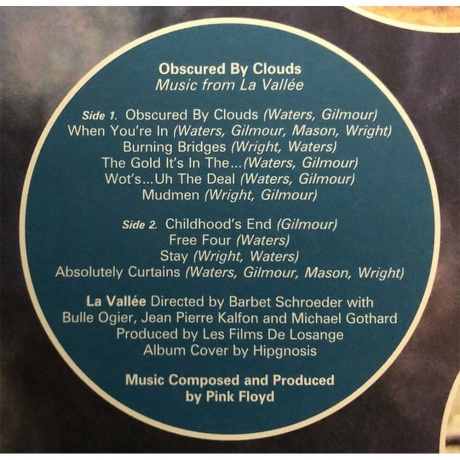 Obscured By Clouds
Music from La Vallée
Side 1. Obscured By Clouds (Waters, Gilmour)
When You're In (Waters, Gilmour, Mason, Wright)
Burning Bridges (Wright, Waters)
The Gold It's In The...(Waters, Gilmour)
Wot's...Uh The Deal (Waters, Gilmour)
Mudmen (Wright, Gilmour)
Side 2. Childhood's End (Gilmour)
Free Four (Waters)
Stay (Wright, Waters)
Absolutely Curtains (Waters, Gilmour, Mason, Wright)
La Vallée Directed by Barbet Schroeder with
Bulle Ogier, Jean Pierre Kalfon and Michael Gothard
Produced by Les Films De Losange
Album Cover by Hipgnosis
Music Composed and Produced
by Pink Floyd